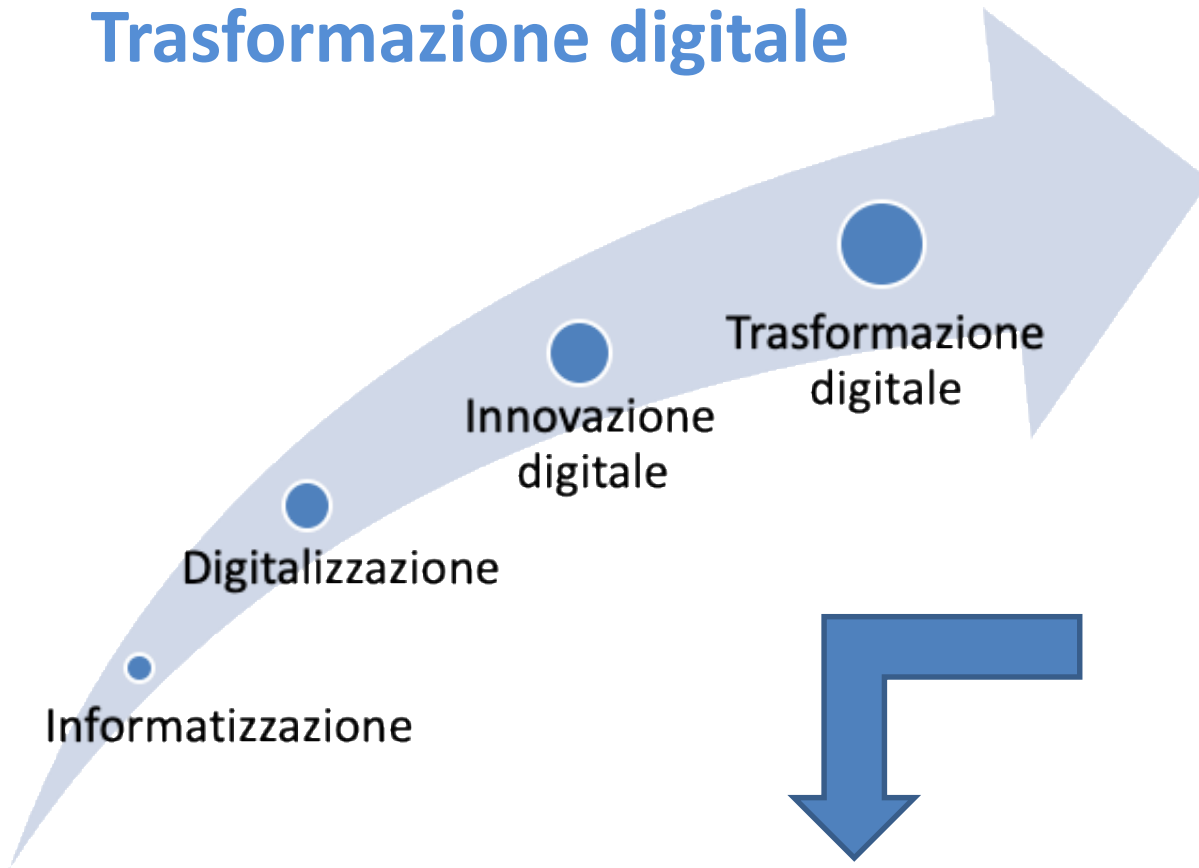 Trasformazione digitale
Trasformazione
digitale
Innovazione
digitale
Digitalizzazione
Informatizzazione